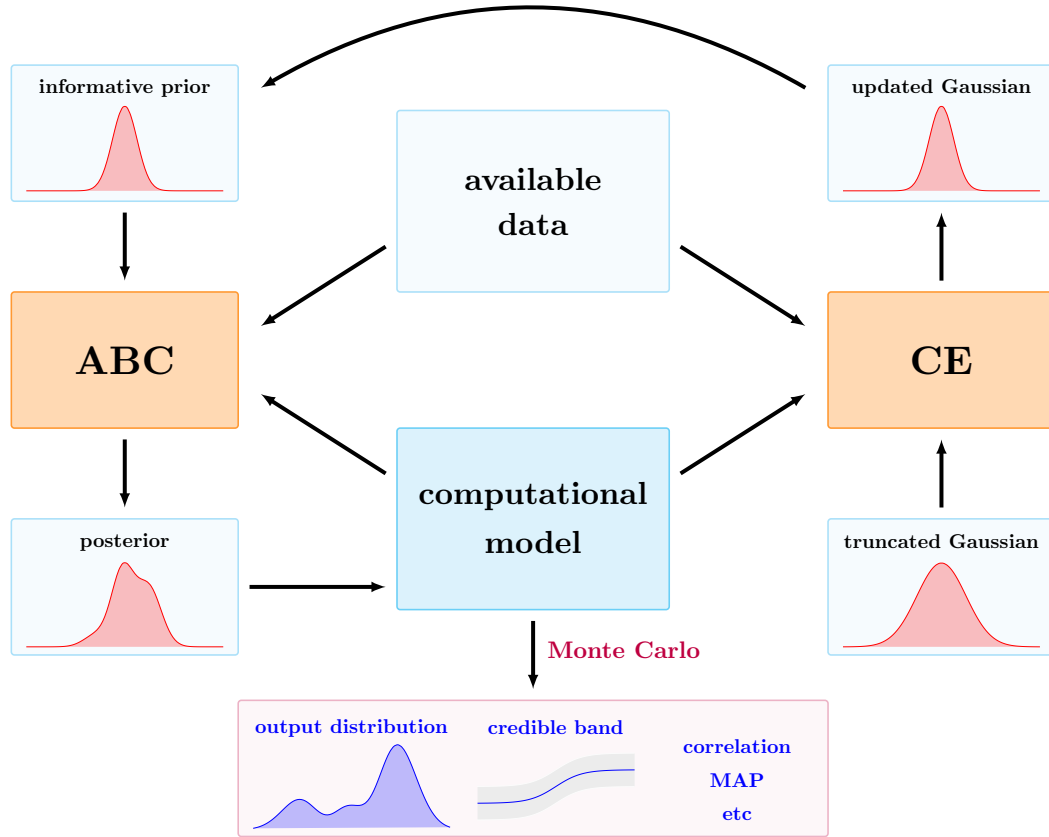 informative prior
updated Gaussian
available
data
ABC
CE
computational
model
posterior
truncated Gaussian
Monte Carlo
output distribution
credible band
correlation
MAP
etc